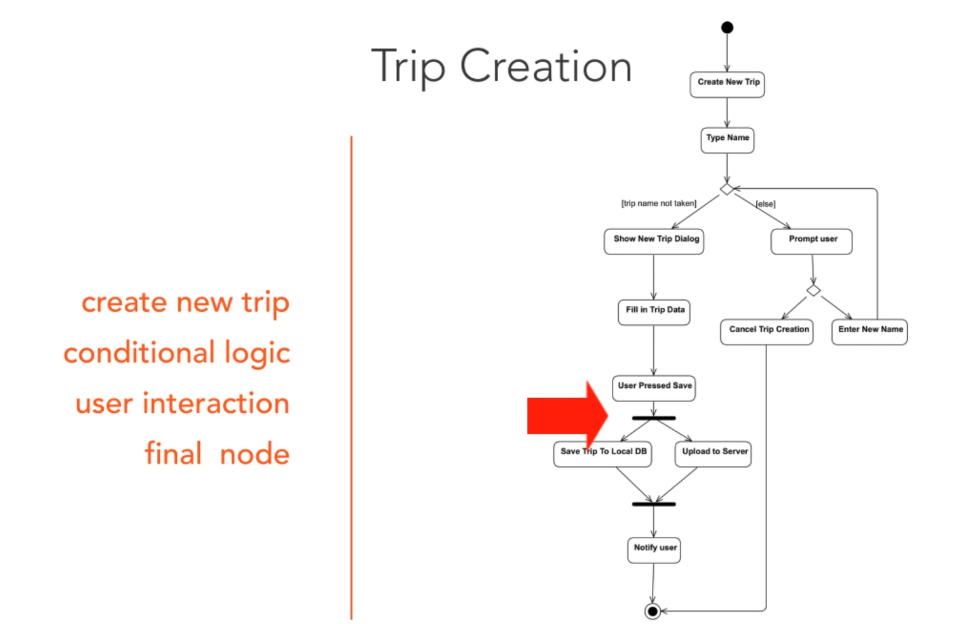 Trip Creation
create new trip
conditional logic
user interaction
final node
Create New Trip
Type Name
[trip name not taken]
[else]
Show New Trip Dialog
Prompt user
Fill in Trip Data
Cancel Trip Creation
Enter New Name
User Pressed Save
Save Trip To Local DB
Upload to Server
Notify user